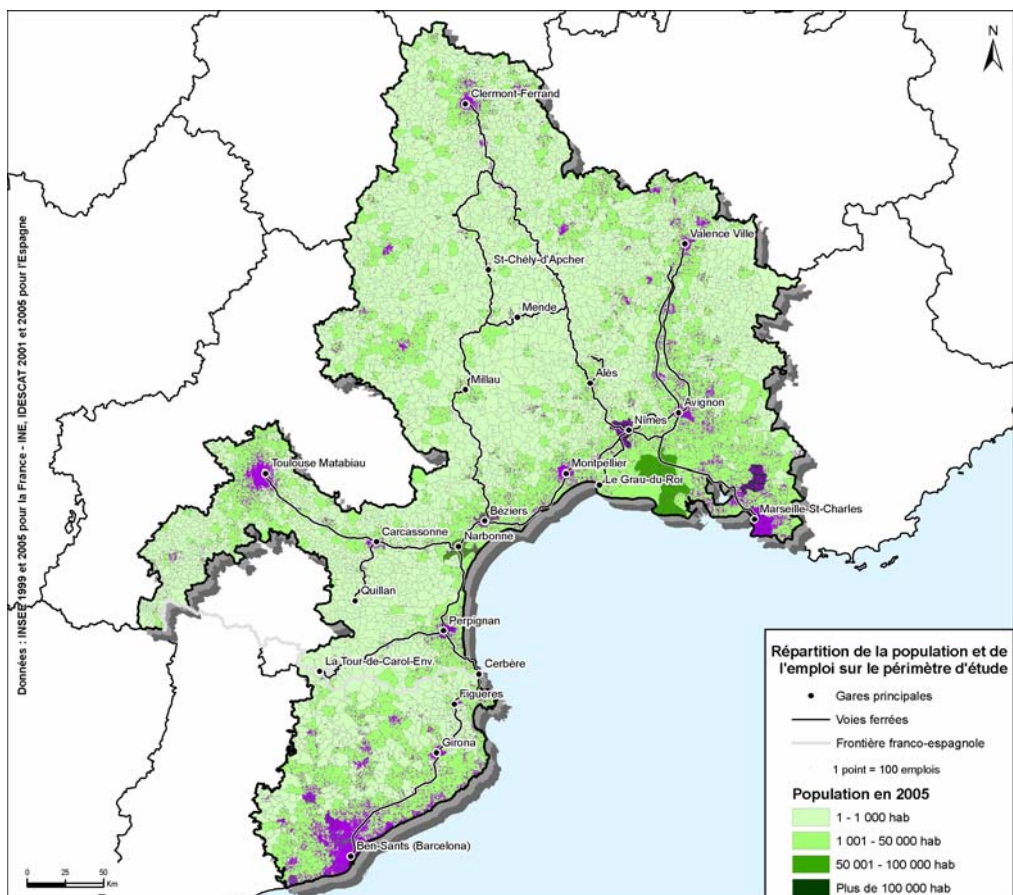 N
Clermont-Ferrand
Valence Ville
St-Chély-d'Apcher
Mende
Millau
Alès
Avignon
Nîmes
Toulouse Matabiau
Montpellier
Le Grau-du-Roi
Marseille-St-Charles
Béziers
Carcassonne
Narbonne
Quillan
Perpignan
La Tour-de-Carol-Env.
Cerbère
Figueres
Girona
Ben-Sants (Barcelona)
Données : INSEE 1999 et 2005 pour la France - INE, IDESCAT 2001 et 2005 pour l'Espagne
0 25 50
Km
Répartition de la population et de
l'emploi sur le périmètre d'étude
Gares principales
Voies ferrées
Frontière franco-espagnole
1 point = 100 emplois
Population en 2005
1 - 1 000 hab
1 001 - 50 000 hab
50 001 - 100 000 hab
Plus de 100 000 hab